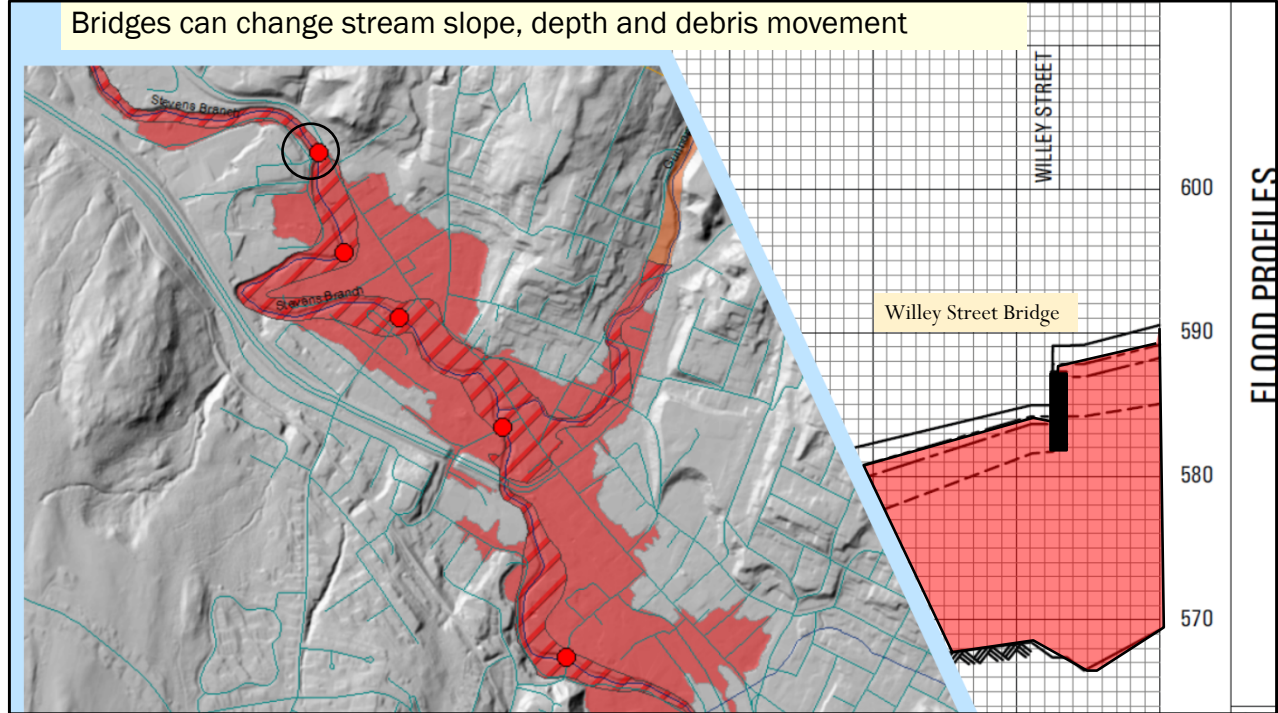 Bridges can change stream slope, depth and debris movement
Stevens Branch
Stevens Branch
WILLEY STREET
Willey Street Bridge
600
590
580
570
FLOOD PROFILES